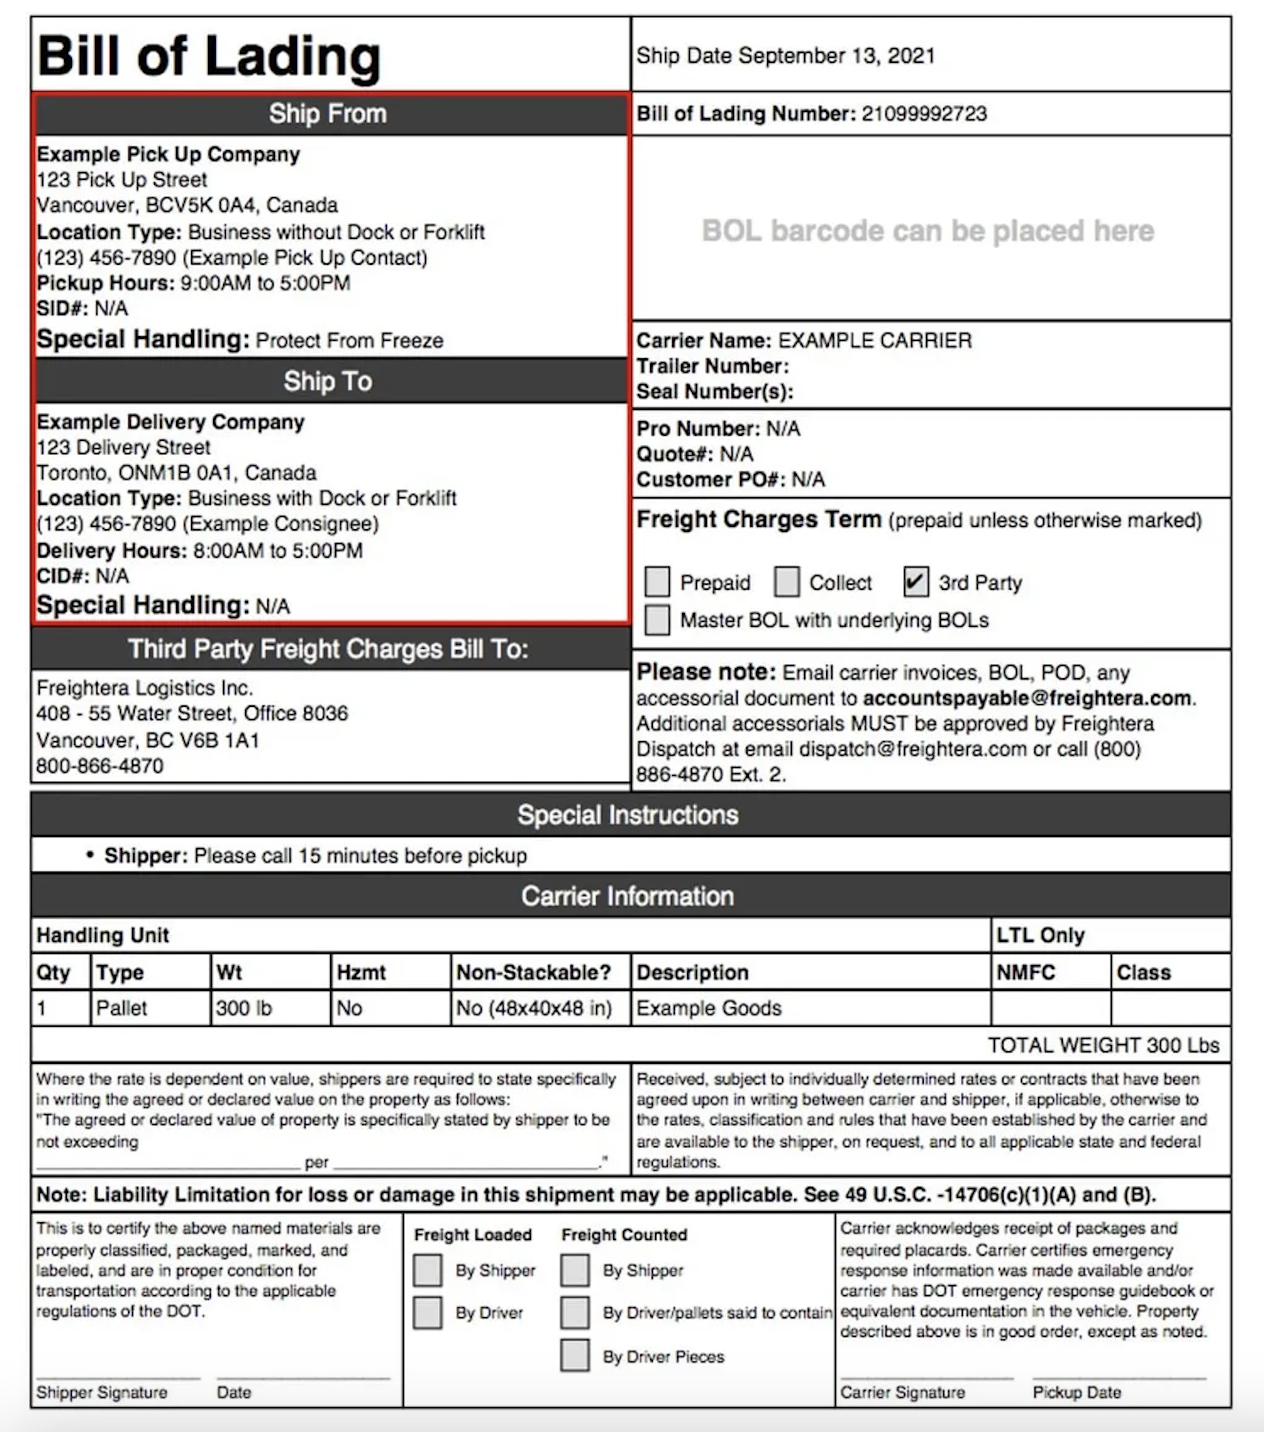 Bill of Lading
Ship Date September 13, 2021
Ship From
Example Pick Up Company
123 Pick Up Street
Vancouver, BCV5K 0A4, Canada
Location Type: Business without Dock or Forklift
(123) 456-7890 (Example Pick Up Contact)
Pickup Hours: 9:00AM to 5:00PM
SID#: N/A
Special Handling: Protect From Freeze
Ship To
Example Delivery Company
123 Delivery Street
Toronto, ONM1B 0A1, Canada
Location Type: Business with Dock or Forklift
(123) 456-7890 (Example Consignee)
Delivery Hours: 8:00AM to 5:00PM
CID#: N/A
Special Handling: N/A
Third Party Freight Charges Bill To:
Freightera Logistics Inc.
408 - 55 Water Street, Office 8036
Vancouver, BC V6B 1A1
800-866-4870
Bill of Lading Number: 21099992723
BOL barcode can be placed here
Carrier Name: EXAMPLE CARRIER
Trailer Number:
Seal Number(s):
Pro Number: N/A
Quote#: N/A
Customer PO#: N/A
Freight Charges Term (prepaid unless otherwise marked)
Prepaid Collect ✔ 3rd Party
Master BOL with underlying BOLs
Please note: Email carrier invoices, BOL, POD, any
accessorial document to accountspayable@freightera.com.
Additional accessorials MUST be approved by Freightera
Dispatch at email dispatch@freightera.com or call (800)
886-4870 Ext. 2.
Special Instructions
• Shipper: Please call 15 minutes before pickup
Carrier Information
Handling Unit LTL Only
Qty Type Wt Hzmt Non-Stackable? Description NMFC Class
1 Pallet 300 lb No No (48x40x48 in) Example Goods
TOTAL WEIGHT 300 Lbs
Where the rate is dependent on value, shippers are required to state specifically
in writing the agreed or declared value on the property as follows:
"The agreed or declared value of property is specifically stated by shipper to be
not exceeding
____________________ per ____________________."
Received, subject to individually determined rates or contracts that have been
agreed upon in writing between carrier and shipper, if applicable, otherwise to
the rates, classification and rules that have been established by the carrier and
are available to the shipper, on request, and to all applicable state and federal
regulations.
Note: Liability Limitation for loss or damage in this shipment may be applicable. See 49 U.S.C. -14706(c)(1)(A) and (B).
This is to certify the above named materials are
properly classified, packaged, marked, and
labeled, and are in proper condition for
transportation according to the applicable
regulations of the DOT.
Shipper Signature Date
Freight Loaded
By Shipper
By Driver
Freight Counted
By Shipper
By Driver/pallets said to contain
By Driver Pieces
Carrier acknowledges receipt of packages and
required placards. Carrier certifies emergency
response information was made available and/or
carrier has DOT emergency response guidebook or
equivalent documentation in the vehicle. Property
described above is in good order, except as noted.
Carrier Signature Pickup Date